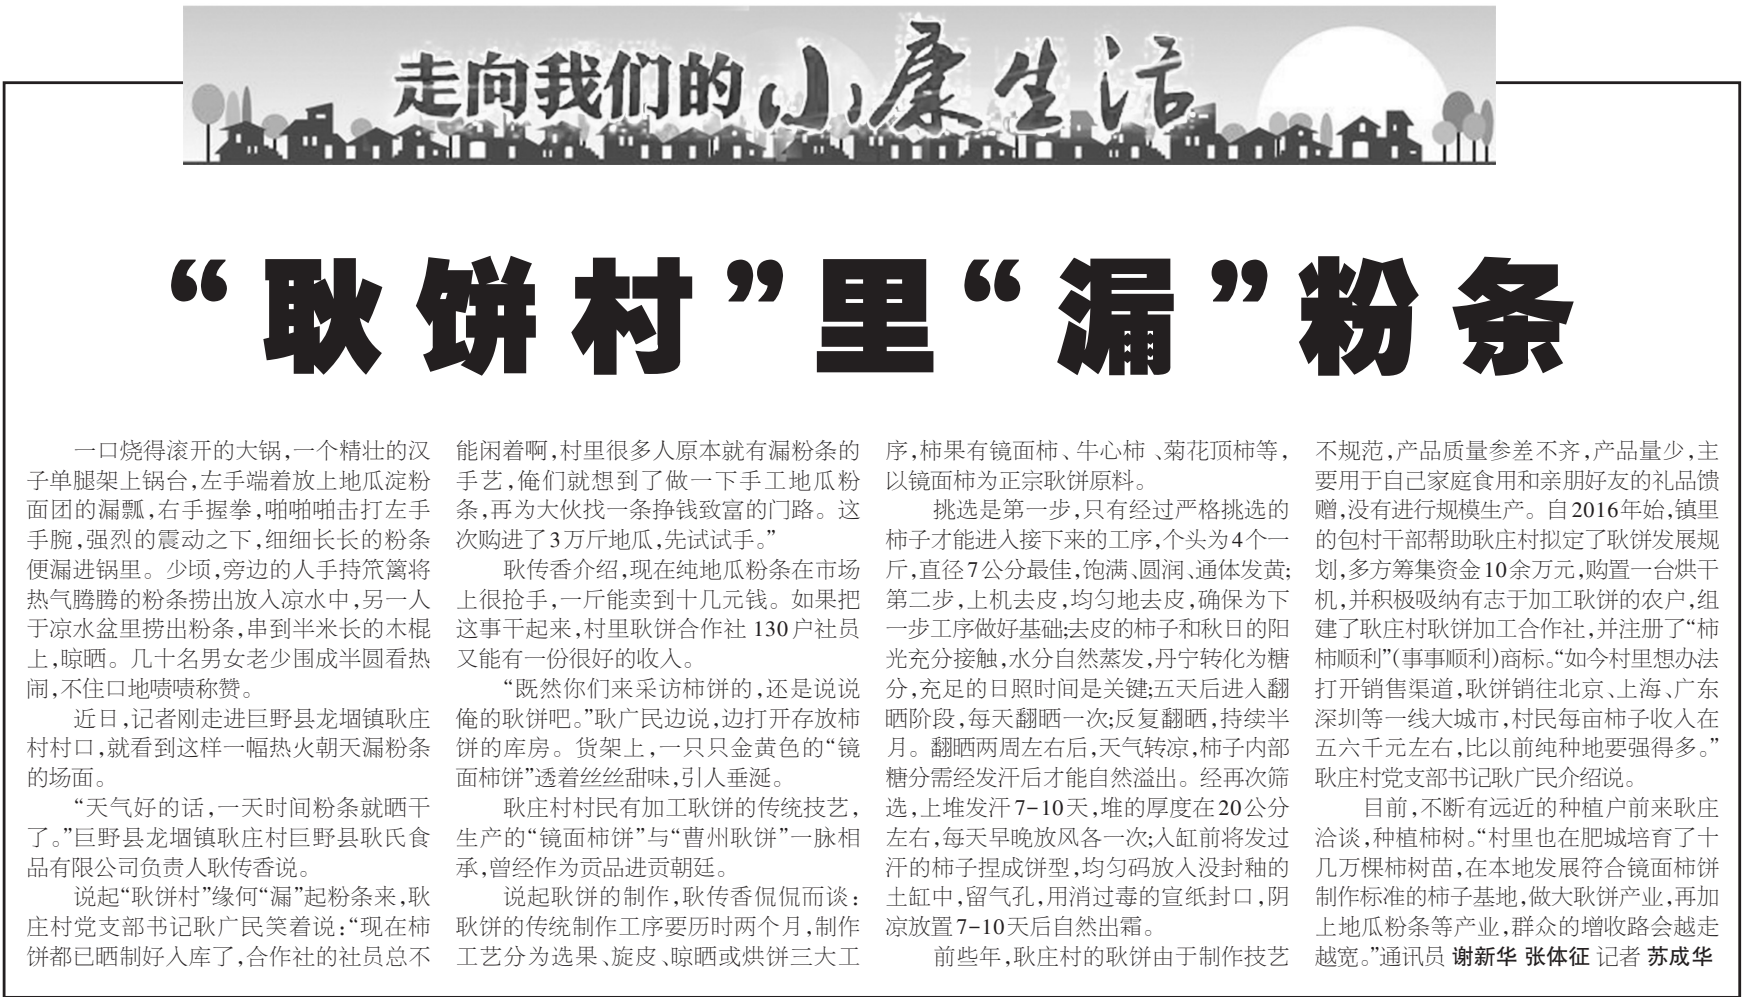 走向我们的小康生活
“耿饼村”里“漏”粉条
一口烧得滚开的大锅,一个精壮的汉
子单腿架上锅台,左手端着放上地瓜淀粉
面团的漏瓢,右手握拳,啪啪啪击打左手
手腕,强烈的震动之下,细细长长的粉条
便漏进锅里。少顷,旁边的人手持笊篱将
热气腾腾的粉条捞出放入凉水中,另一人
于凉水盆里捞出粉条,串到半米长的木棍
上,晾晒。几十名男女老少围成半圆看热
闹,不住口地啧啧称赞。
近日,记者刚走进巨野县龙堌镇耿庄
村村口,就看到这样一幅热火朝天漏粉条
的场面。
“天气好的话,一天时间粉条就晒干
了。”巨野县龙堌镇耿庄村巨野县耿氏食
品有限公司负责人耿传香说。
说起“耿饼村”缘何“漏”起粉条来,耿
庄村党支部书记耿广民笑着说:“现在柿
饼都已晒制好入库了,合作社的社员总不
能闲着啊,村里很多人原本就有漏粉条的
手艺,俺们就想到了做一下手工地瓜粉
条,再为大伙找一条挣钱致富的门路。这
次购进了3万斤地瓜,先试试手。”
耿传香介绍,现在纯地瓜粉条在市场
上很抢手,一斤能卖到十几元钱。如果把
这事干起来,村里耿饼合作社130户社员
又能有一份很好的收入。
“既然你们来采访柿饼的,还是说说
俺的耿饼吧。”耿广民边说,边打开存放柿
饼的库房。货架上,一只只金黄色的“镜
面柿饼”透着丝丝甜味,引人垂涎。
耿庄村村民有加工耿饼的传统技艺,
生产的“镜面柿饼”与“曹州耿饼”一脉相
承,曾经作为贡品进贡朝廷。
说起耿饼的制作,耿传香侃侃而谈:
耿饼的传统制作工序要历时两个月,制作
工艺分为选果、旋皮、晾晒或烘饼三大工
序,柿果有镜面柿、牛心柿、菊花顶柿等,
以镜面柿为正宗耿饼原料。
挑选是第一步,只有经过严格挑选的
柿子才能进入接下来的工序,个头为4个一
斤,直径7公分最佳,饱满、圆润、通体发黄;
第二步,上机去皮,均匀地去皮,确保为下
一步工序做好基础;去皮的柿子和秋日的阳
光充分接触,水分自然蒸发,丹宁转化为糖
分,充足的日照时间是关键;五天后进入翻
晒阶段,每天翻晒一次;反复翻晒,持续半
月。翻晒两周左右后,天气转凉,柿子内部
糖分需经发汗后才能自然溢出。经再次筛
选,上堆发汗7-10天,堆的厚度在20公分
左右,每天早晚放风各一次;入缸前将发过
汗的柿子捏成饼型,均匀码放入没封釉的
土缸中,留气孔,用消过毒的宣纸封口,阴
凉放置7-10天后自然出霜。
前些年,耿庄村的耿饼由于制作技艺
不规范,产品质量参差不齐,产品量少,主
要用于自己家庭食用和亲朋好友的礼品馈
赠,没有进行规模生产。自2016年始,镇里
的包村干部帮助耿庄村拟定了耿饼发展规
划,多方筹集资金10余万元,购置一台烘干
机,并积极吸纳有志于加工耿饼的农户,组
建了耿庄村耿饼加工合作社,并注册了“柿
柿顺利”(事事顺利)商标。“如今村里想办法
打开销售渠道,耿饼销往北京、上海、广东
深圳等一线大城市,村民每亩柿子收入在
五六千元左右,比以前纯种地要强得多。”
耿庄村党支部书记耿广民介绍说。
目前,不断有远近的种植户前来耿庄
洽谈,种植柿树。“村里也在肥城培育了十
几万棵柿树苗,在本地发展符合镜面柿饼
制作标准的柿子基地,做大耿饼产业,再加
上地瓜粉条等产业,群众的增收路会越走
越宽。”通讯员 谢新华 张体征 记者 苏成华